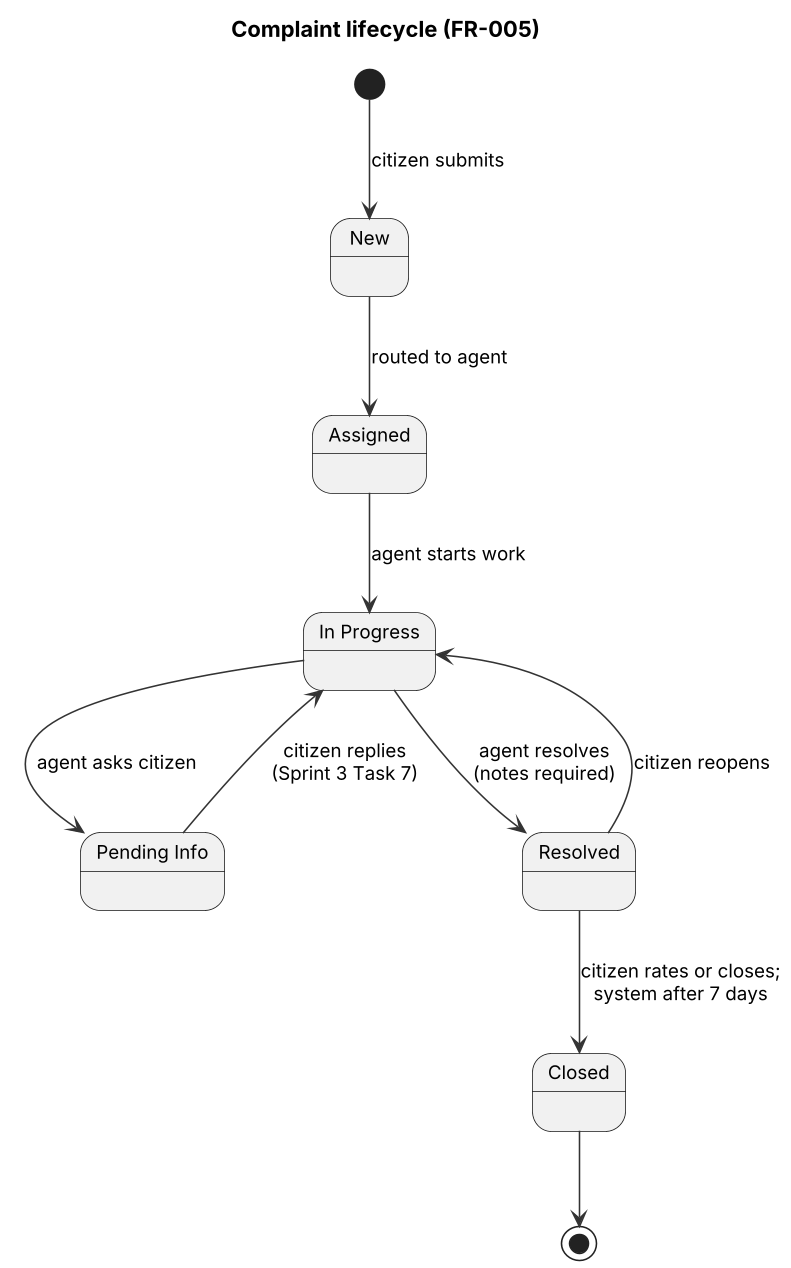 Complaint lifecycle (FR-005)
citizen submits
New
routed to agent
Assigned
agent starts work
In Progress
agent asks citizen
citizen replies
(Sprint 3 Task 7)
agent resolves
(notes required)
citizen reopens
Pending Info
Resolved
citizen rates or closes;
system after 7 days
Closed